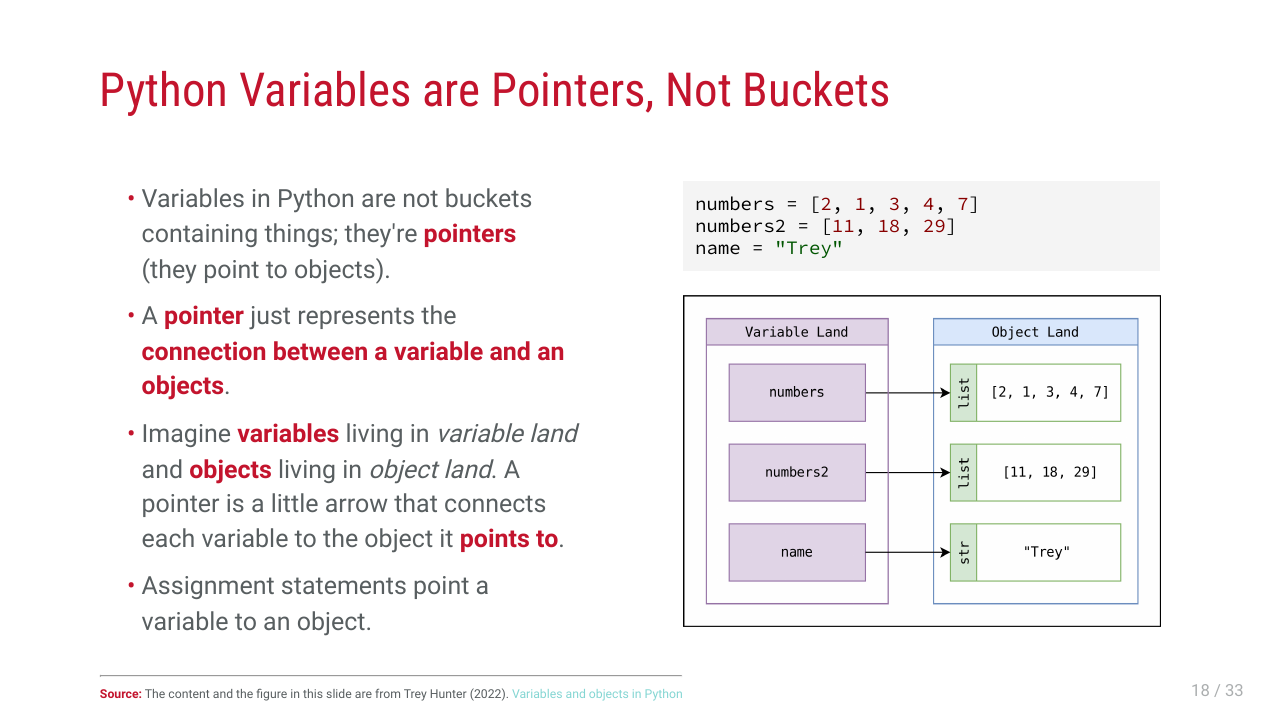 Python Variables are Pointers, Not Buckets
• Variables in Python are not buckets
containing things; they're pointers
(they point to objects).
• A pointer just represents the
connection between a variable and an
objects.
• Imagine variables living in variable land
and objects living in object land. A
pointer is a little arrow that connects
each variable to the object it points to.
• Assignment statements point a
variable to an object.
numbers = [2, 1, 3, 4, 7]
numbers2 = [11, 18, 29]
name = "Trey"
Variable Land
Object Land
numbers
list
[2, 1, 3, 4, 7]
numbers2
list
[11, 18, 29]
name
str
"Trey"
Source: The content and the figure in this slide are from Trey Hunter (2022). Variables and objects in Python
18 / 33